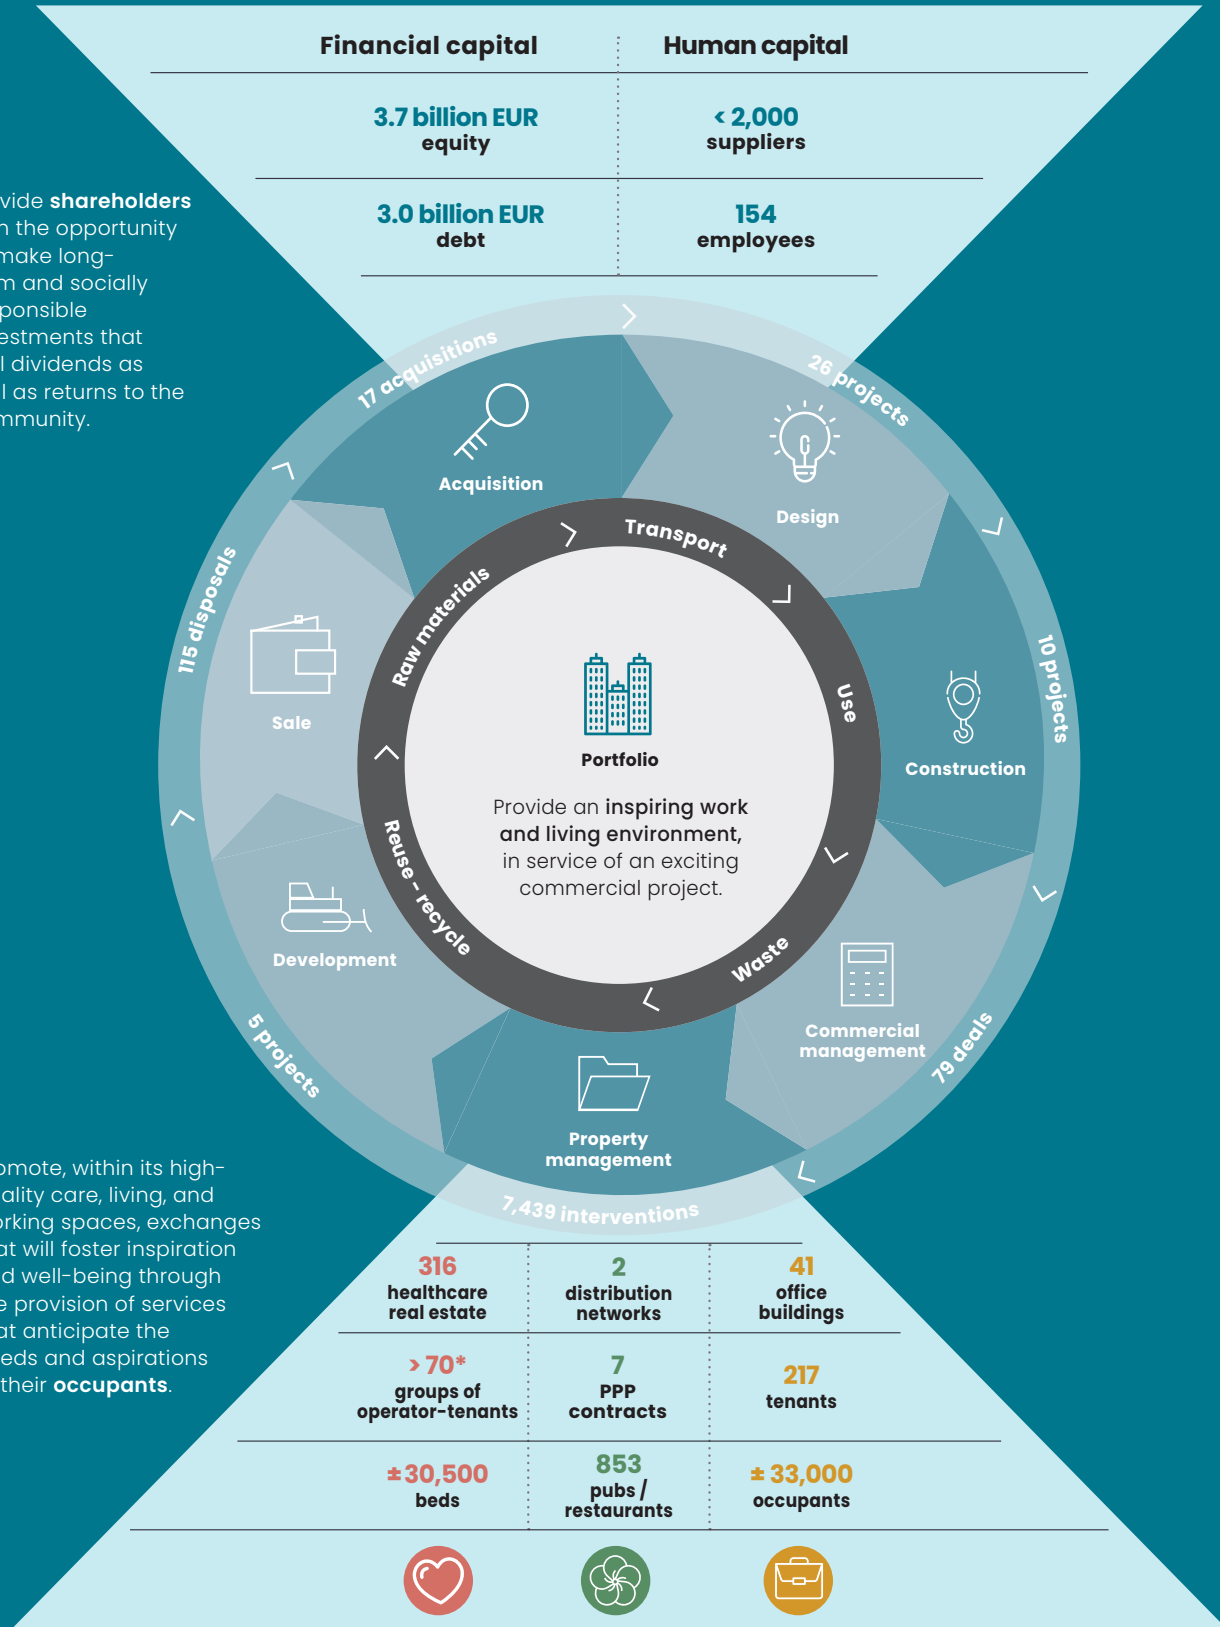 Financial capital
Human capital
3.7 billion EUR
equity
< 2,000
suppliers
3.0 billion EUR
debt
154
employees
vide shareholders
n the opportunity
make long-
m and socially
ponsible
estments that
l dividends as
l as returns to the
mmunity.
17 acquisitions
26 projects
10 projects
79 deals
7,439 interventions
5 projects
115 disposals
Acquisition
Design
Construction
Commercial
management
Property
management
Development
Sale
Raw materials
Transport
Use
Waste
Reuse - recycle
Portfolio
Provide an inspiring work
and living environment,
in service of an exciting
commercial project.
omote, within its high-
ality care, living, and
orking spaces, exchanges
at will foster inspiration
d well-being through
e provision of services
at anticipate the
eds and aspirations
their occupants.
316
healthcare
real estate
2
distribution
networks
41
office
buildings
> 70*
groups of
operator-tenants
7
PPP
contracts
217
tenants
± 30,500
beds
853
pubs /
restaurants
± 33,000
occupants